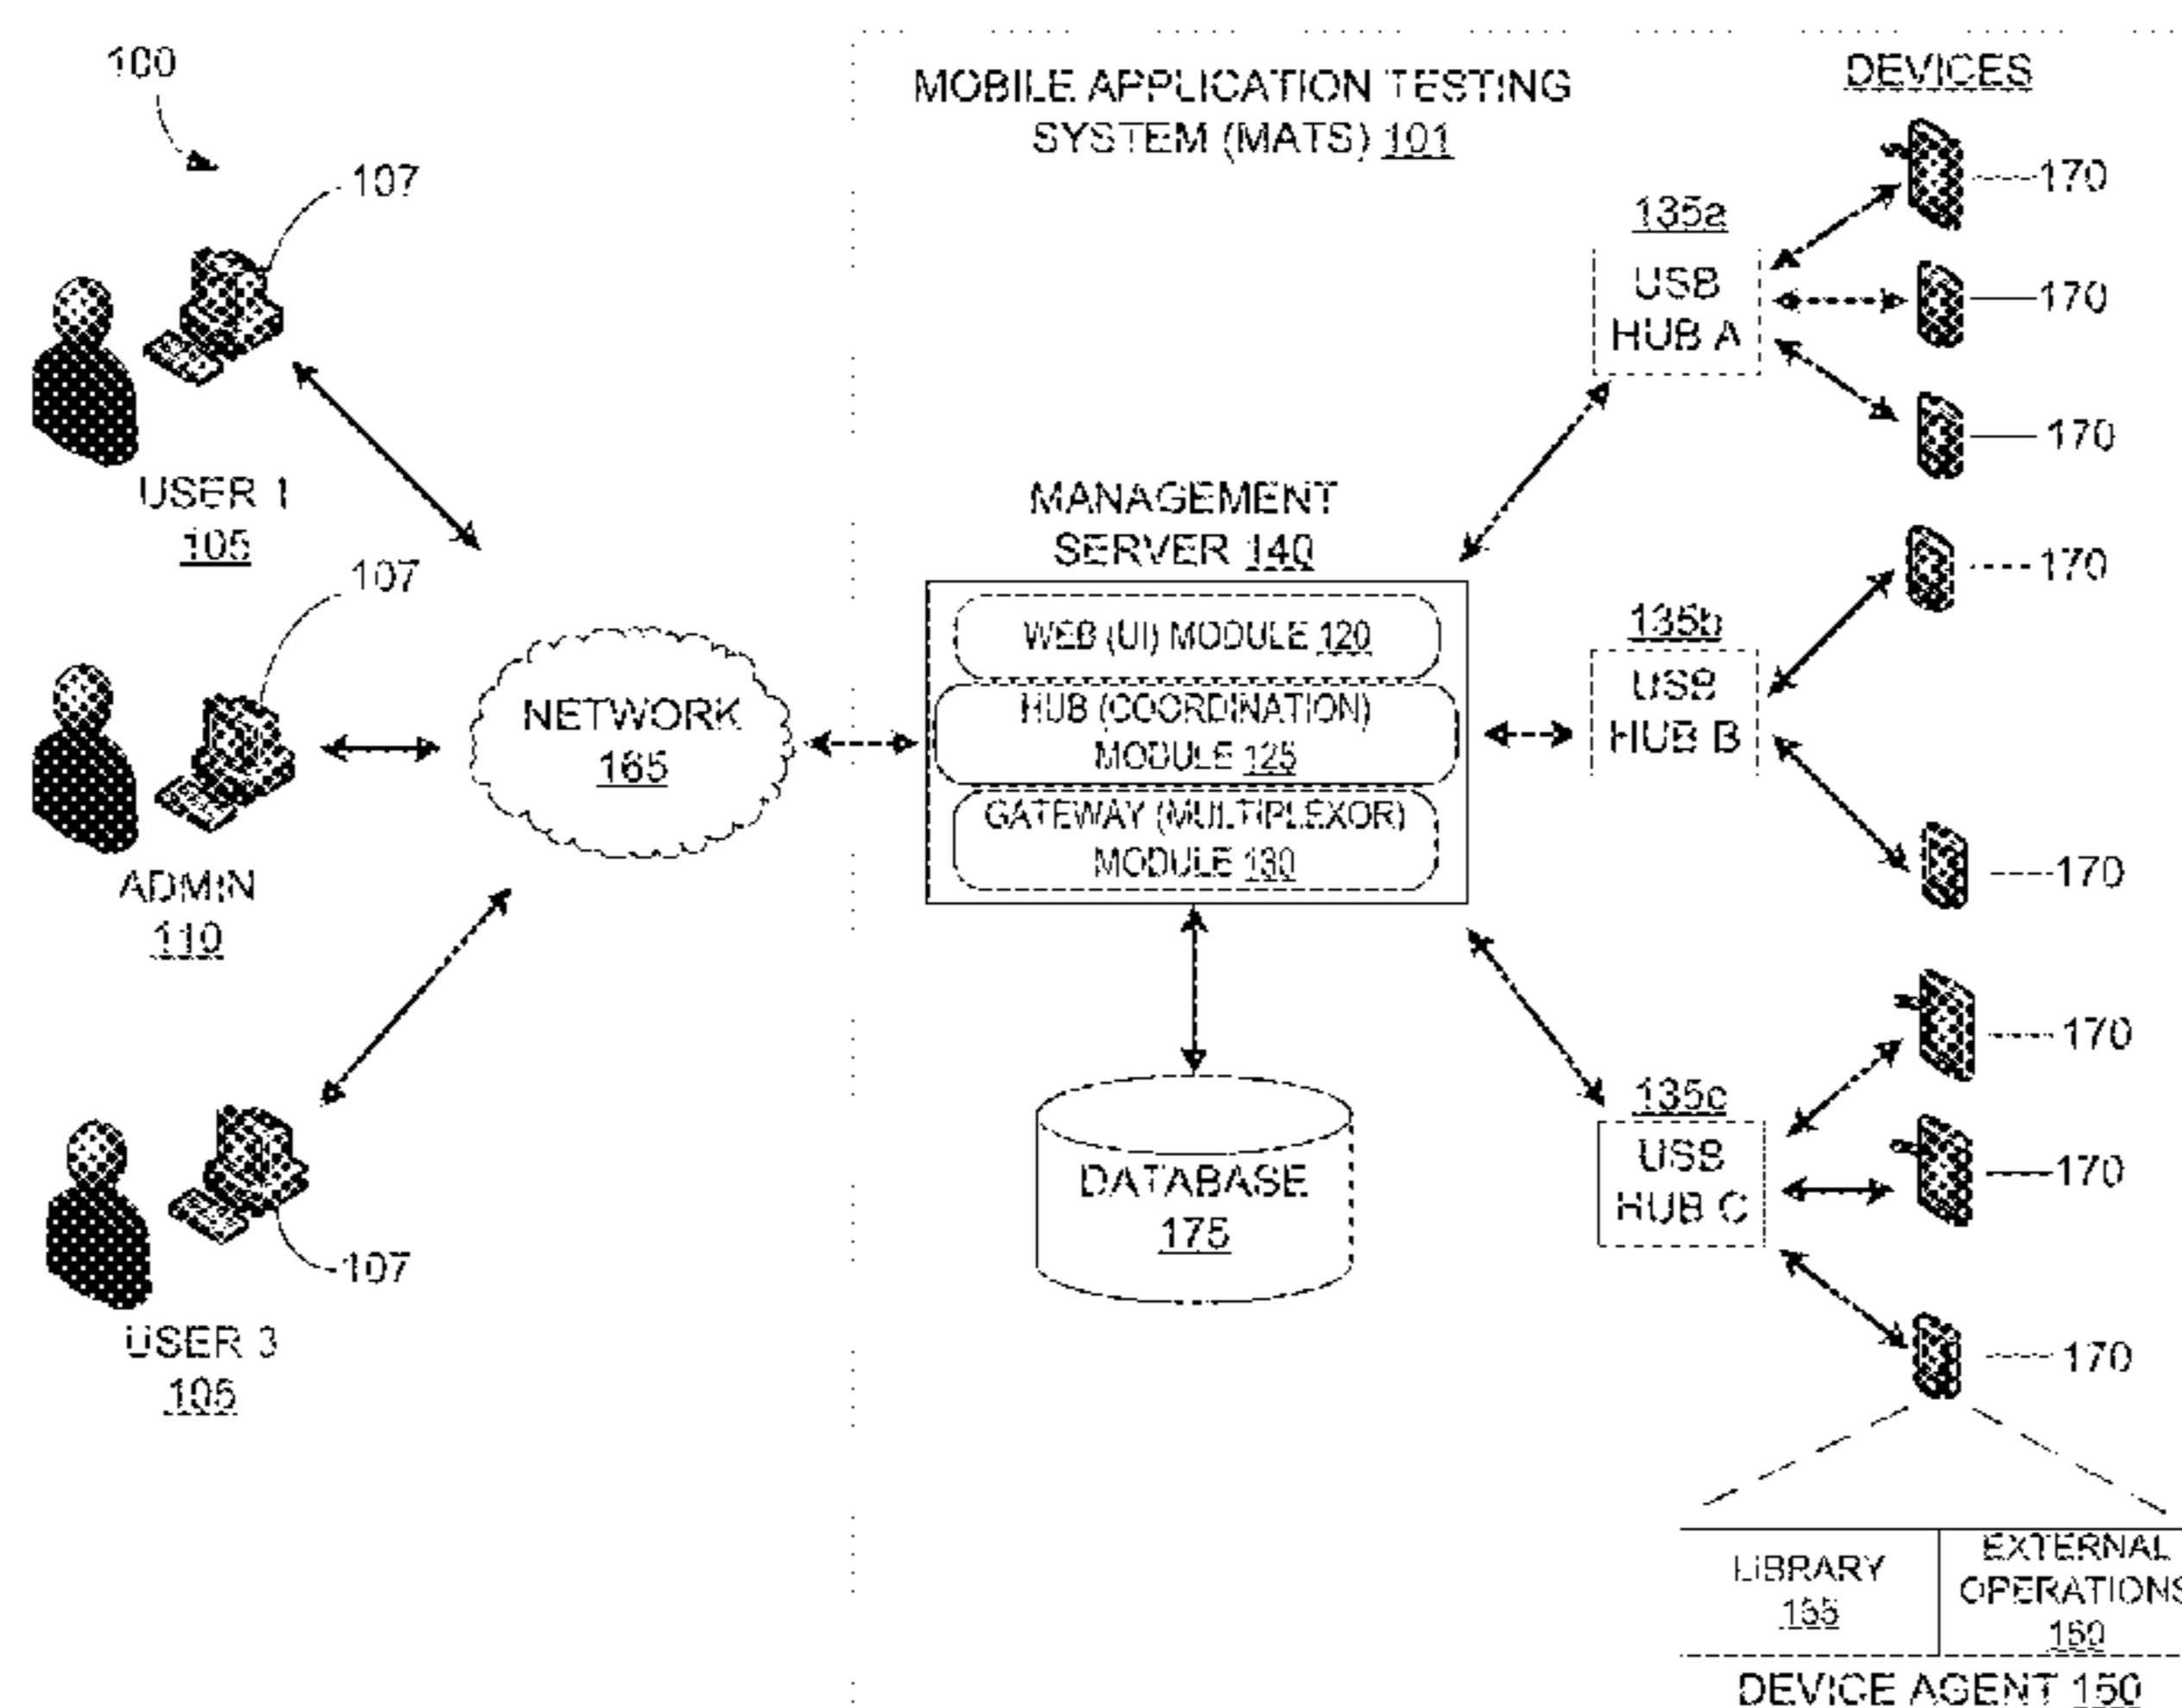 100
107
USER 1
105
107
ADMIN
110
USER 3
105
107
NETWORK
165
MOBILE APPLICATION TESTING
SYSTEM (MATS) 101
MANAGEMENT
SERVER 140
WEB (UI) MODULE 120
HUB (COORDINATION)
MODULE 125
GATEWAY (MULTIPLEXOR)
MODULE 130
DATABASE
175
135a
USB
HUB A
135b
USB
HUB B
135c
USB
HUB C
DEVICES
170
170
170
170
170
170
170
170
LIBRARY
155
EXTERNAL
OPERATIONS
160
DEVICE AGENT 150